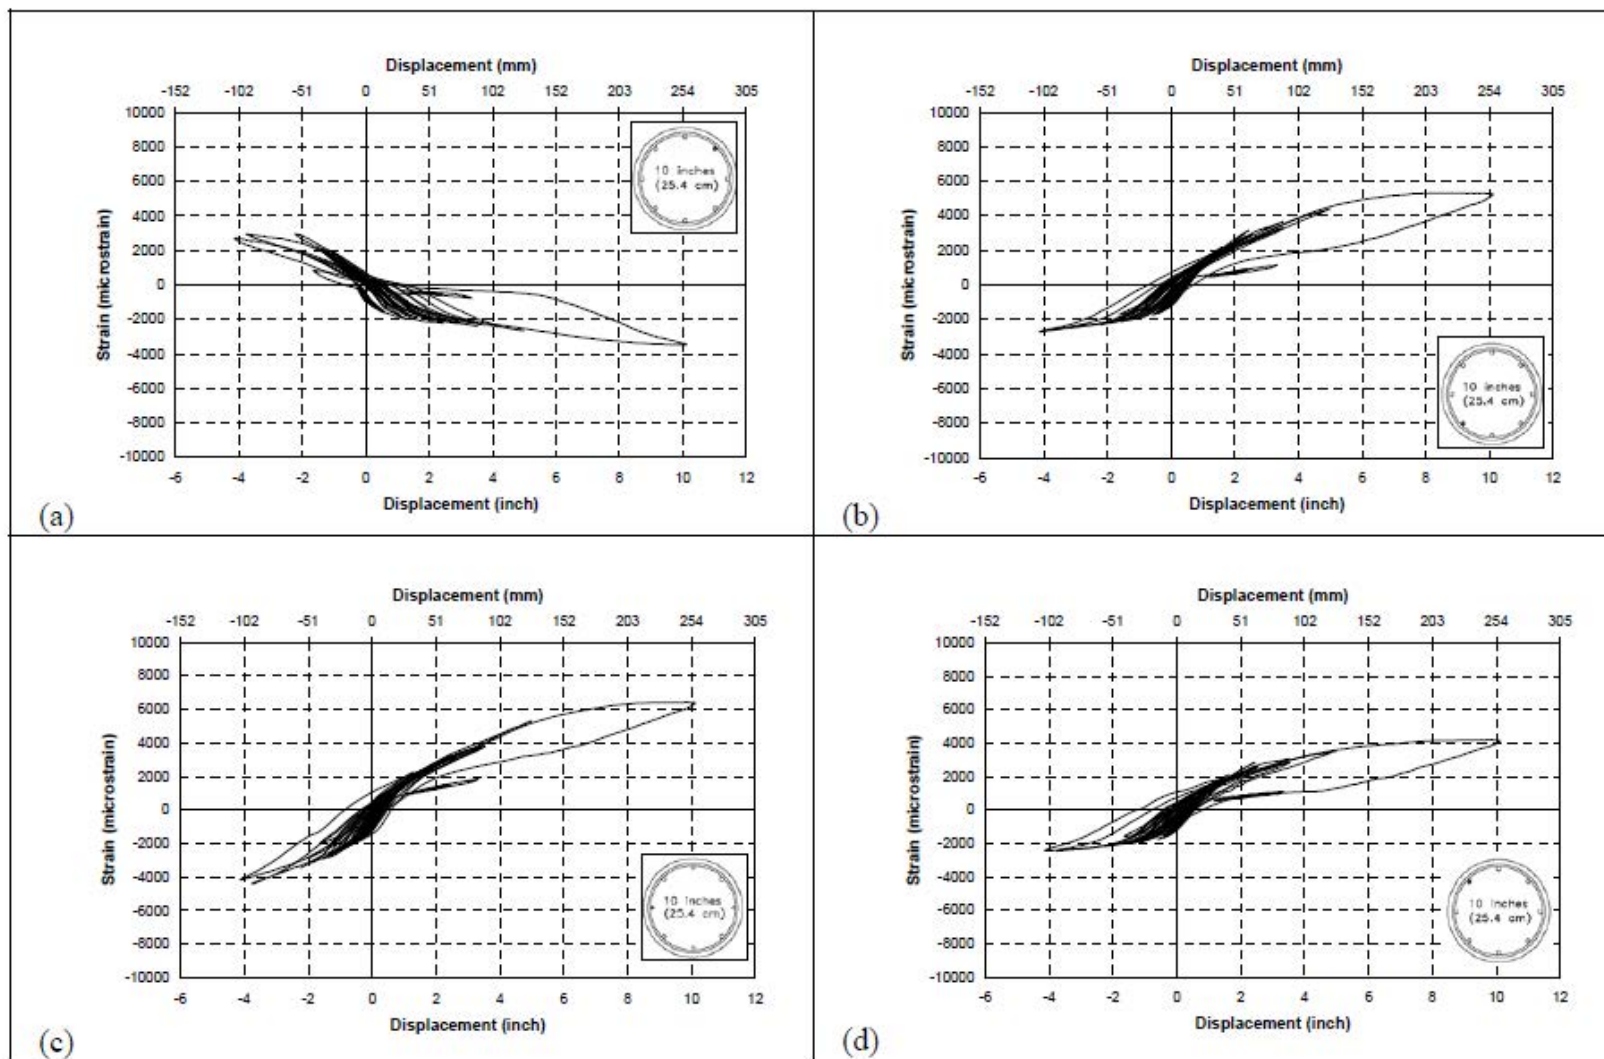 Displacement (mm)
-152 -102 -51 0 51 102 152 203 254 305
10000
8000
6000
4000
2000
0
-2000
-4000
-6000
-8000
-10000
Strain (microstrain)
10 inches
(25.4 cm)
-6 -4 -2 0 2 4 6 8 10 12
Displacement (inch)
(a)
Displacement (mm)
-152 -102 -51 0 51 102 152 203 254 305
10000
8000
6000
4000
2000
0
-2000
-4000
-6000
-8000
-10000
Strain (microstrain)
10 inches
(25.4 cm)
-6 -4 -2 0 2 4 6 8 10 12
Displacement (inch)
(b)
Displacement (mm)
-152 -102 -51 0 51 102 152 203 254 305
10000
8000
6000
4000
2000
0
-2000
-4000
-6000
-8000
-10000
Strain (microstrain)
10 inches
(25.4 cm)
-6 -4 -2 0 2 4 6 8 10 12
Displacement (inch)
(c)
Displacement (mm)
-152 -102 -51 0 51 102 152 203 254 305
10000
8000
6000
4000
2000
0
-2000
-4000
-6000
-8000
-10000
Strain (microstrain)
10 inches
(25.4 cm)
-6 -4 -2 0 2 4 6 8 10 12
Displacement (inch)
(d)